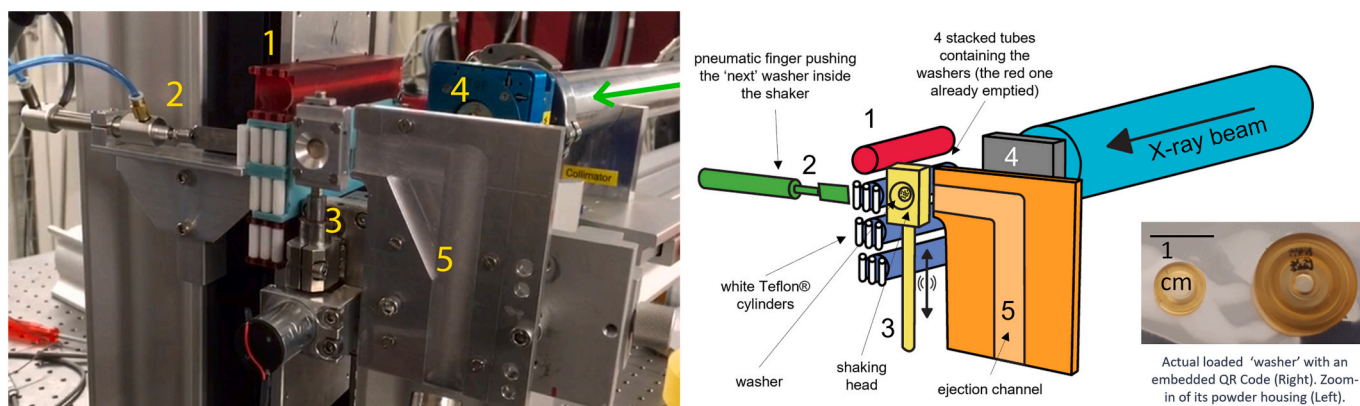 1
2
3
4
5
Collimator
pneumatic finger pushing
the ‘next’ washer inside
the shaker
4 stacked tubes
containing the
washers (the red one
already emptied)
1
2
4
X-ray beam
white Teflon®
cylinders
washer
3
shaking
head
5
ejection channel
1
cm
Actual loaded ‘washer’ with an
embedded QR Code (Right). Zoom-
in of its powder housing (Left).